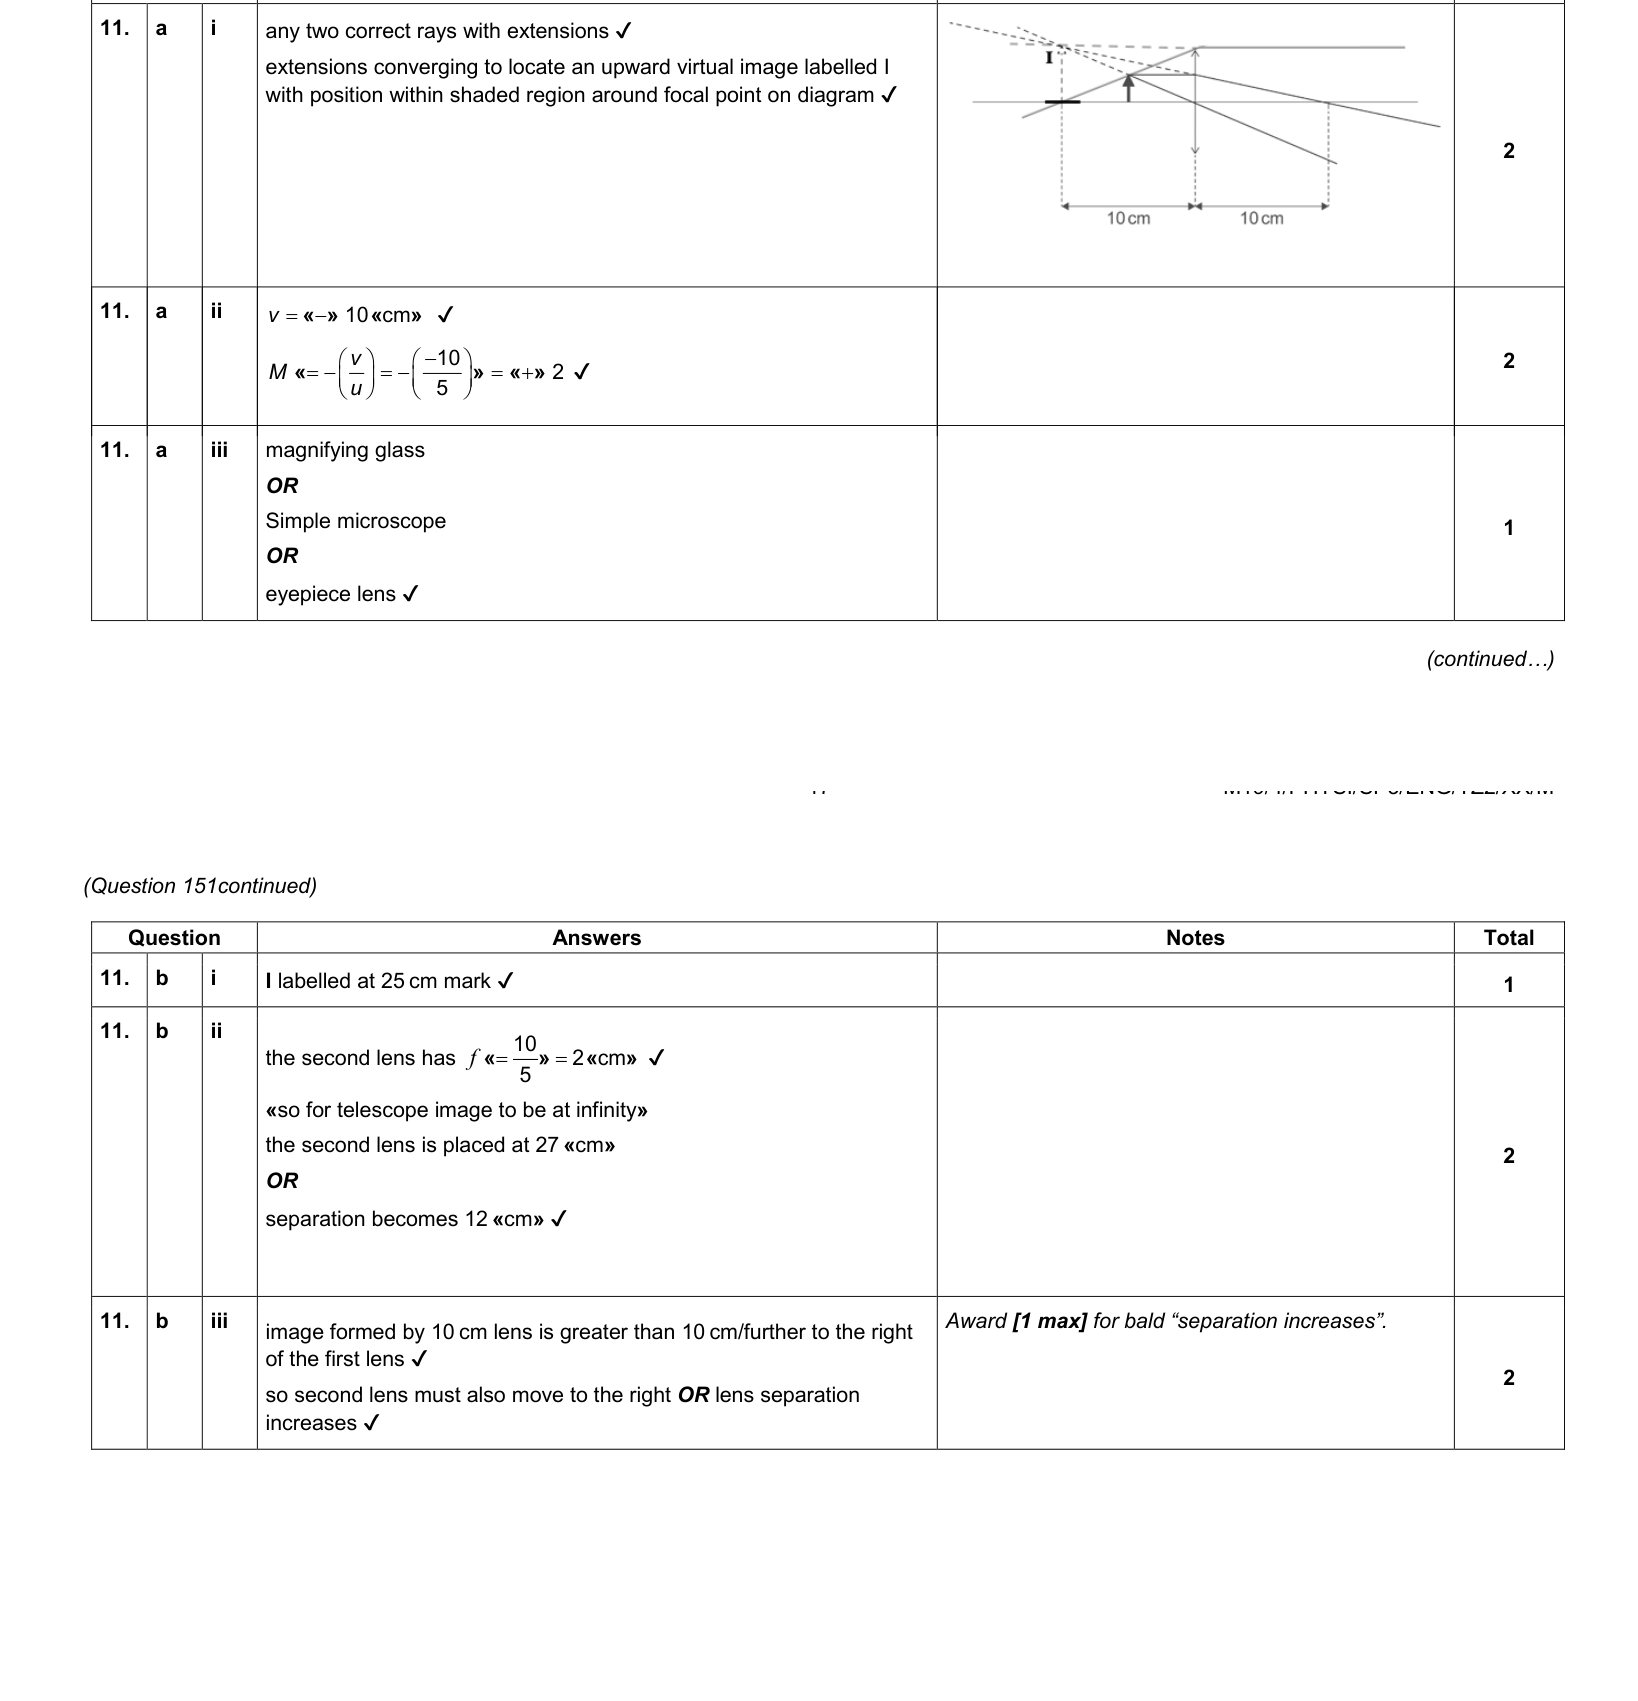 11. a i any two correct rays with extensions ✓
extensions converging to locate an upward virtual image labelled I
with position within shaded region around focal point on diagram ✓
I
10 cm 10 cm
2
11. a ii v = «–» 10 «cm» ✓
M «= –(v/u) = –(–10/5)» = «+» 2 ✓
2
11. a iii magnifying glass
OR
Simple microscope
OR
eyepiece lens ✓
1
(continued…)
(Question 151continued)
Question Answers Notes Total
11. b i I labelled at 25 cm mark ✓ 1
11. b ii the second lens has f «= 10/5» = 2 «cm» ✓
«so for telescope image to be at infinity»
the second lens is placed at 27 «cm»
OR
separation becomes 12 «cm» ✓
2
11. b iii image formed by 10 cm lens is greater than 10 cm/further to the right
of the first lens ✓
so second lens must also move to the right OR lens separation
increases ✓
Award [1 max] for bald “separation increases”.
2